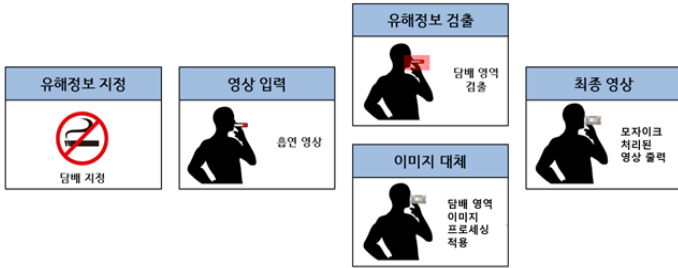 유해정보 지정
담배 지정
영상 입력
흡연 영상
유해정보 검출
담배 영역
검출
이미지 대체
담배 영역
이미지
프로세싱
적용
최종 영상
모자이크
처리된
영상 출력